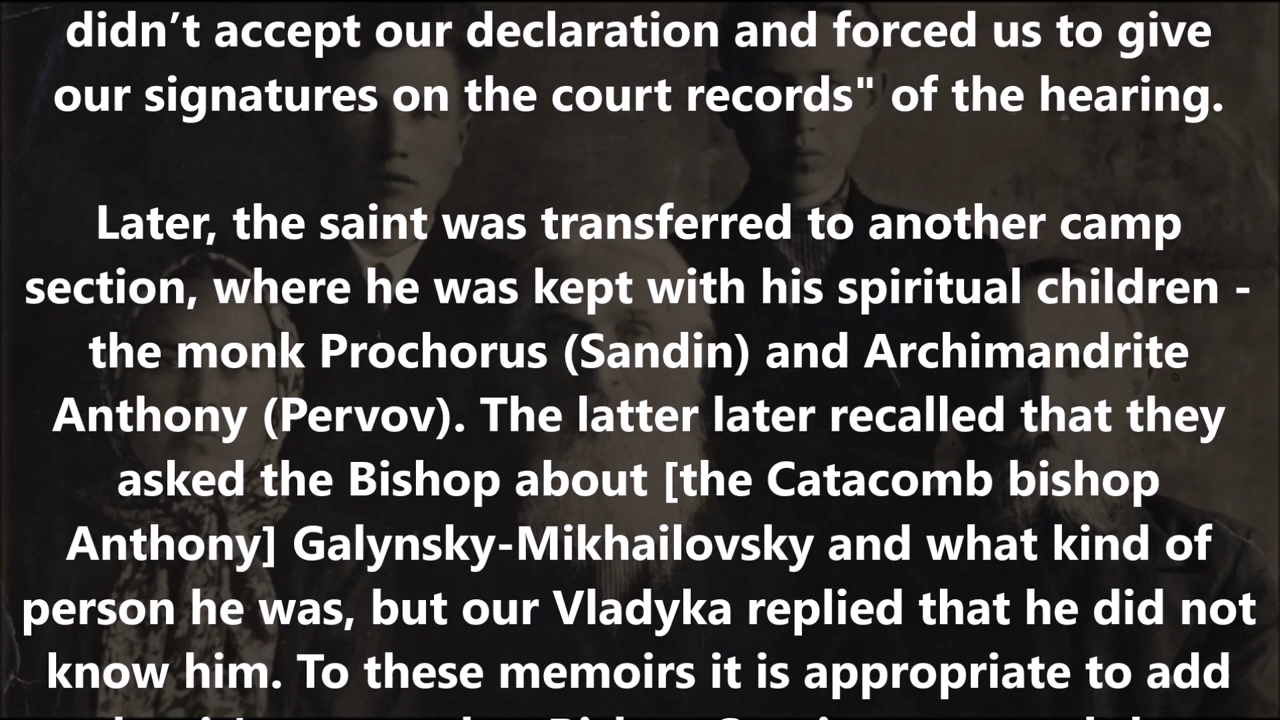 didn’t accept our declaration and forced us to give
our signatures on the court records" of the hearing.
Later, the saint was transferred to another camp
section, where he was kept with his spiritual children -
the monk Prochorus (Sandin) and Archimandrite
Anthony (Pervov). The latter later recalled that they
asked the Bishop about [the Catacomb bishop
Anthony] Galynsky-Mikhailovsky and what kind of
person he was, but our Vladyka replied that he did not
know him. To these memoirs it is appropriate to add